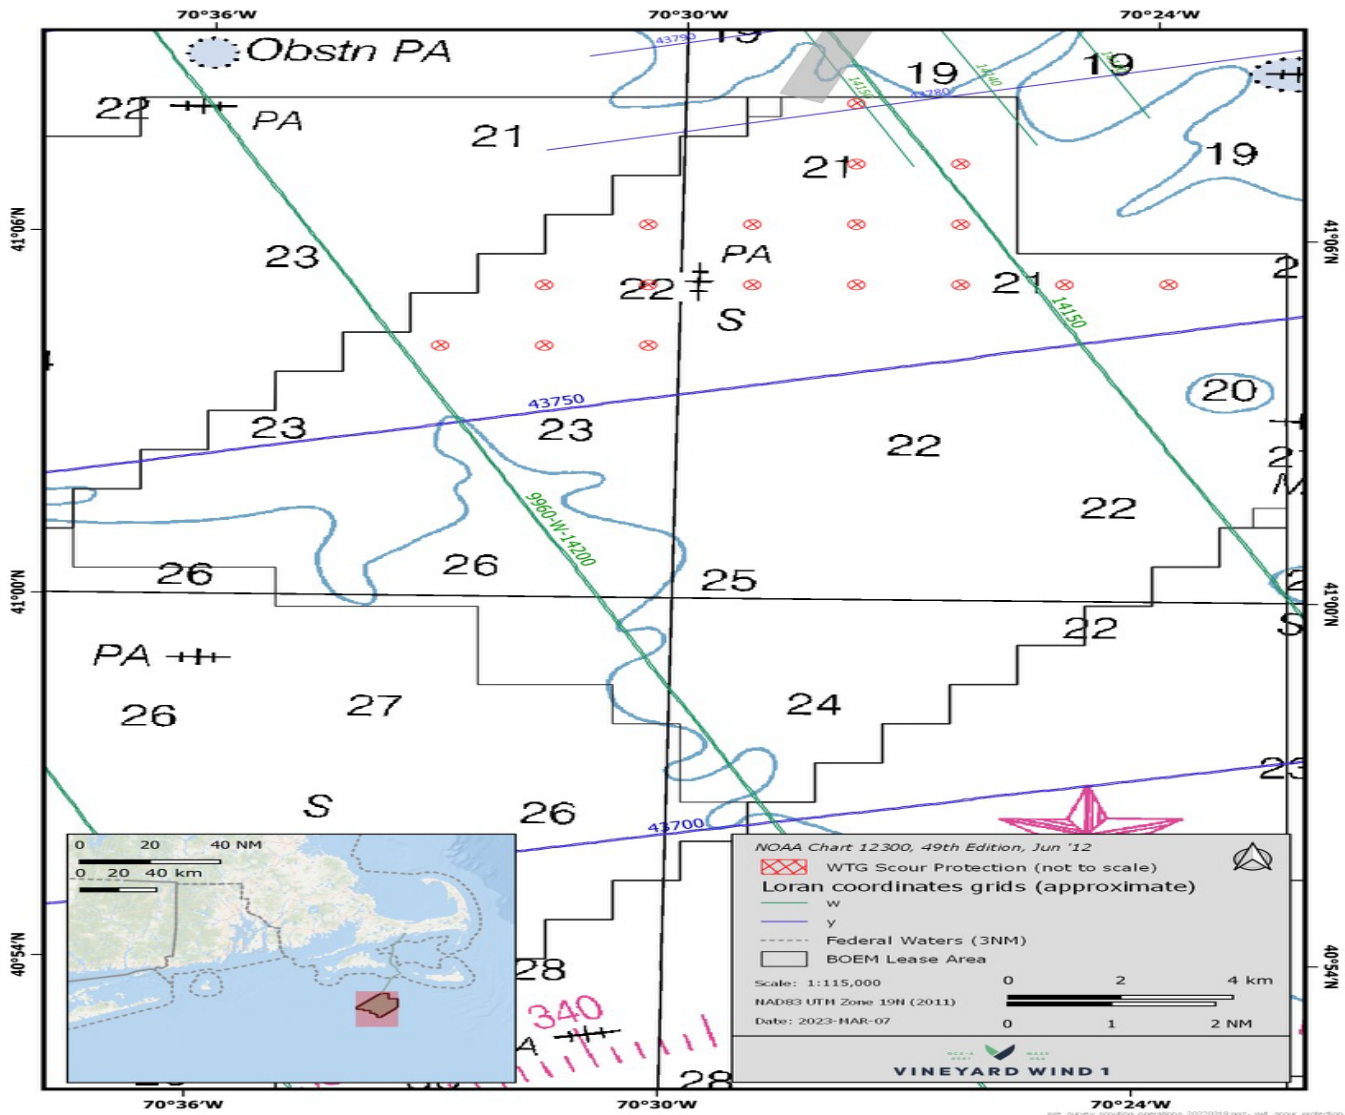 70°36'W 70°30'W 70°24'W
Obstn PA
19
43790
19
19
22
PA
21
14150
14140
43780
21
19
41°06'N
41°06'N
23
PA
22
S
21
14150
43750
20
23
23
22
22
9960-W-14200
26
26
25
41°00'N
41°00'N
22
S
PA
26
27
24
S
26
43700
23
0 20 40 NM
0 20 40 km
NOAA Chart 12300, 49th Edition, Jun '12
WTG Scour Protection (not to scale)
Loran coordinates grids (approximate)
w
y
Federal Waters (3NM)
BOEM Lease Area
Scale: 1:115,000
NAD83 UTM Zone 19N (2011)
Date: 2023-MAR-07
0 2 4 km
0 1 2 NM
VINEYARD WIND 1
40°54'N
40°54'N
28
340
28
70°36'W 70°30'W 70°24'W